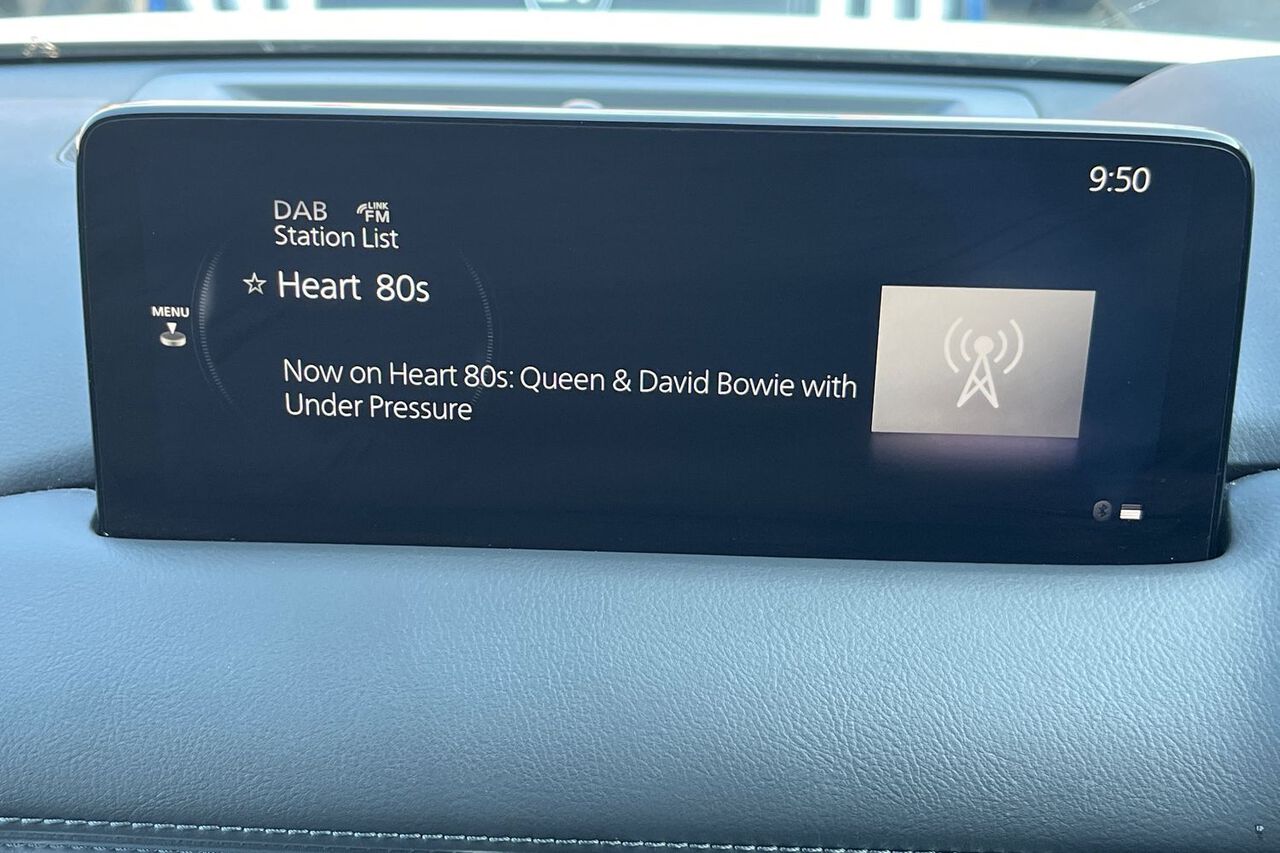 9:50
DAB LINK FM
Station List
☆ Heart 80s
MENU
Now on Heart 80s: Queen & David Bowie with
Under Pressure